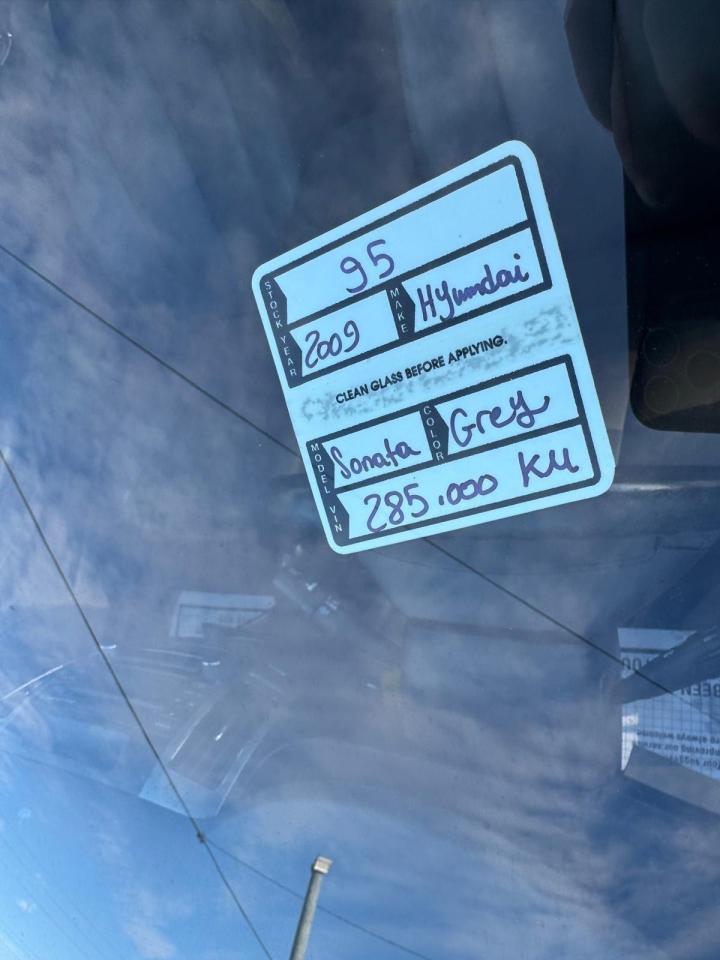 STOCK 95
YEAR 2009 MAKE Hyundai
CLEAN GLASS BEFORE APPLYING.
MODEL Sonata COLOR Grey
VIN 285.000 KM